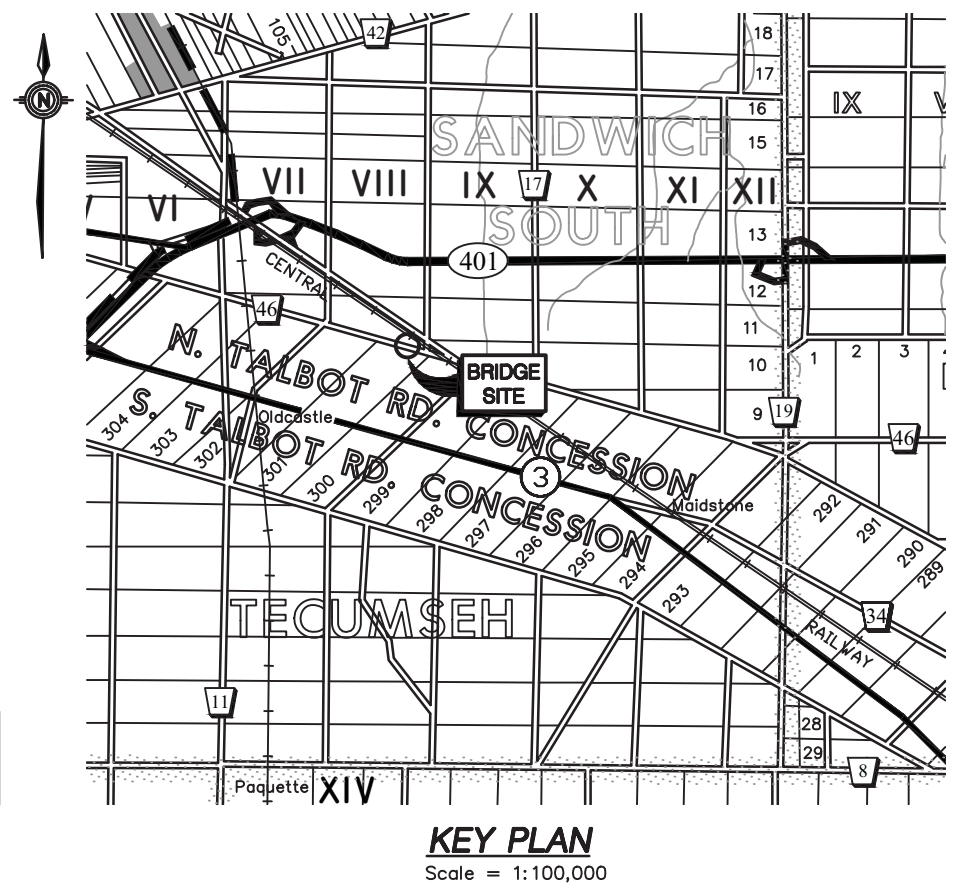 105
42
18
17
N
16
IX
SANDWICH
15
VI
VII
VIII
IX
17
X
XI
XII
SOUTH
13
401
CENTRAL
12
46
11
N. TALBOT RD. CONCESSION
BRIDGE
SITE
10
1
2
3
9
19
46
S. TALBOT RD. CONCESSION
Oldcastle
304
303
302
301
300
299
298
297
296
295
294
293
3
Maidstone
292
291
290
289
34
RAILWAY
TECUMSEH
11
28
29
8
Paquette
XIV
KEY PLAN
Scale = 1:100,000